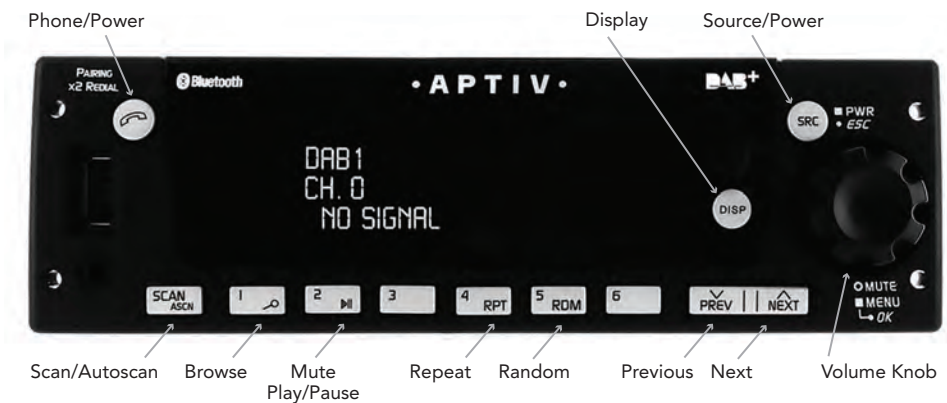 Phone/Power
Display
Source/Power
PAIRING
x2 REDIAL
Bluetooth
·APTIV·
DAB+
SRC
PWR
ESC
DAB1
CH. 0
NO SIGNAL
DISP
SCAN
ASCN
1
2
3
4
RPT
5
RDM
6
PREV
NEXT
MUTE
MENU
OK
Scan/Autoscan
Browse
Mute
Play/Pause
Repeat
Random
Previous
Next
Volume Knob